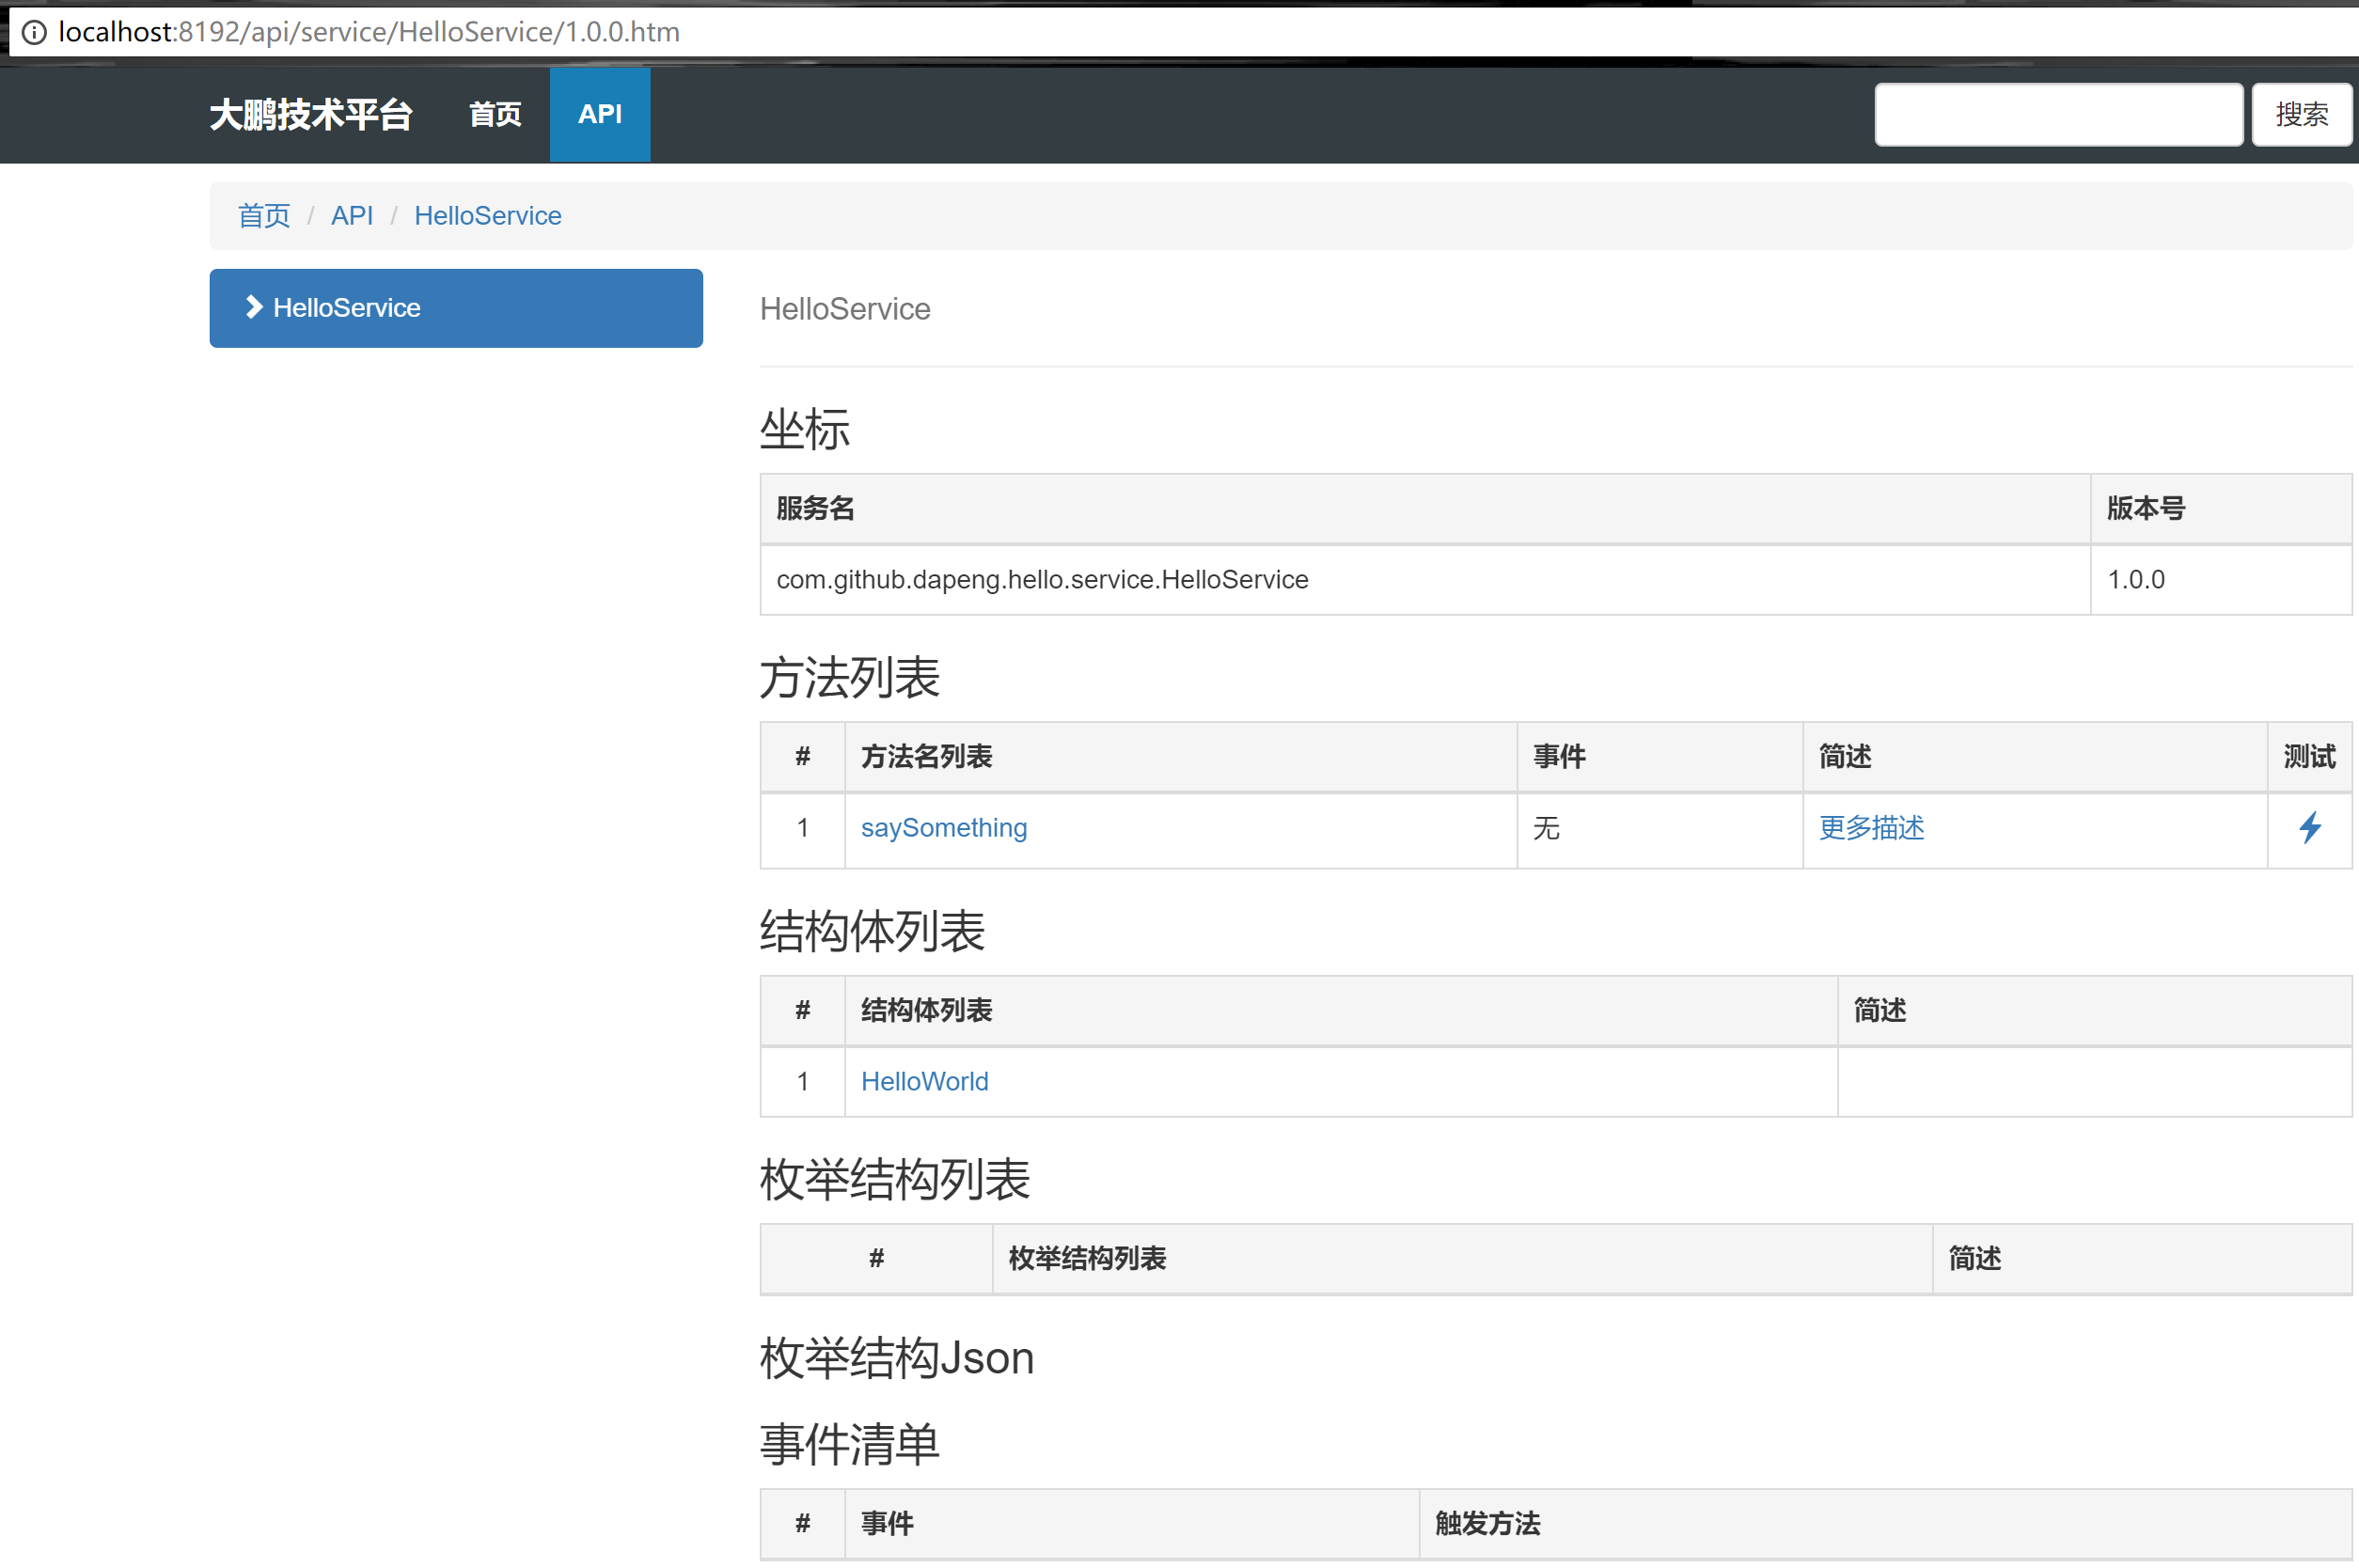 localhost:8192/api/service/HelloService/1.0.0.htm
大鹏技术平台 首页 API 搜索
首页 / API / HelloService
HelloService
HelloService
坐标
服务名 版本号
com.github.dapeng.hello.service.HelloService 1.0.0
方法列表
# 方法名列表 事件 简述 测试
1 saySomething 无 更多描述
结构体列表
# 结构体列表 简述
1 HelloWorld
枚举结构列表
# 枚举结构列表 简述
枚举结构Json
事件清单
# 事件 触发方法